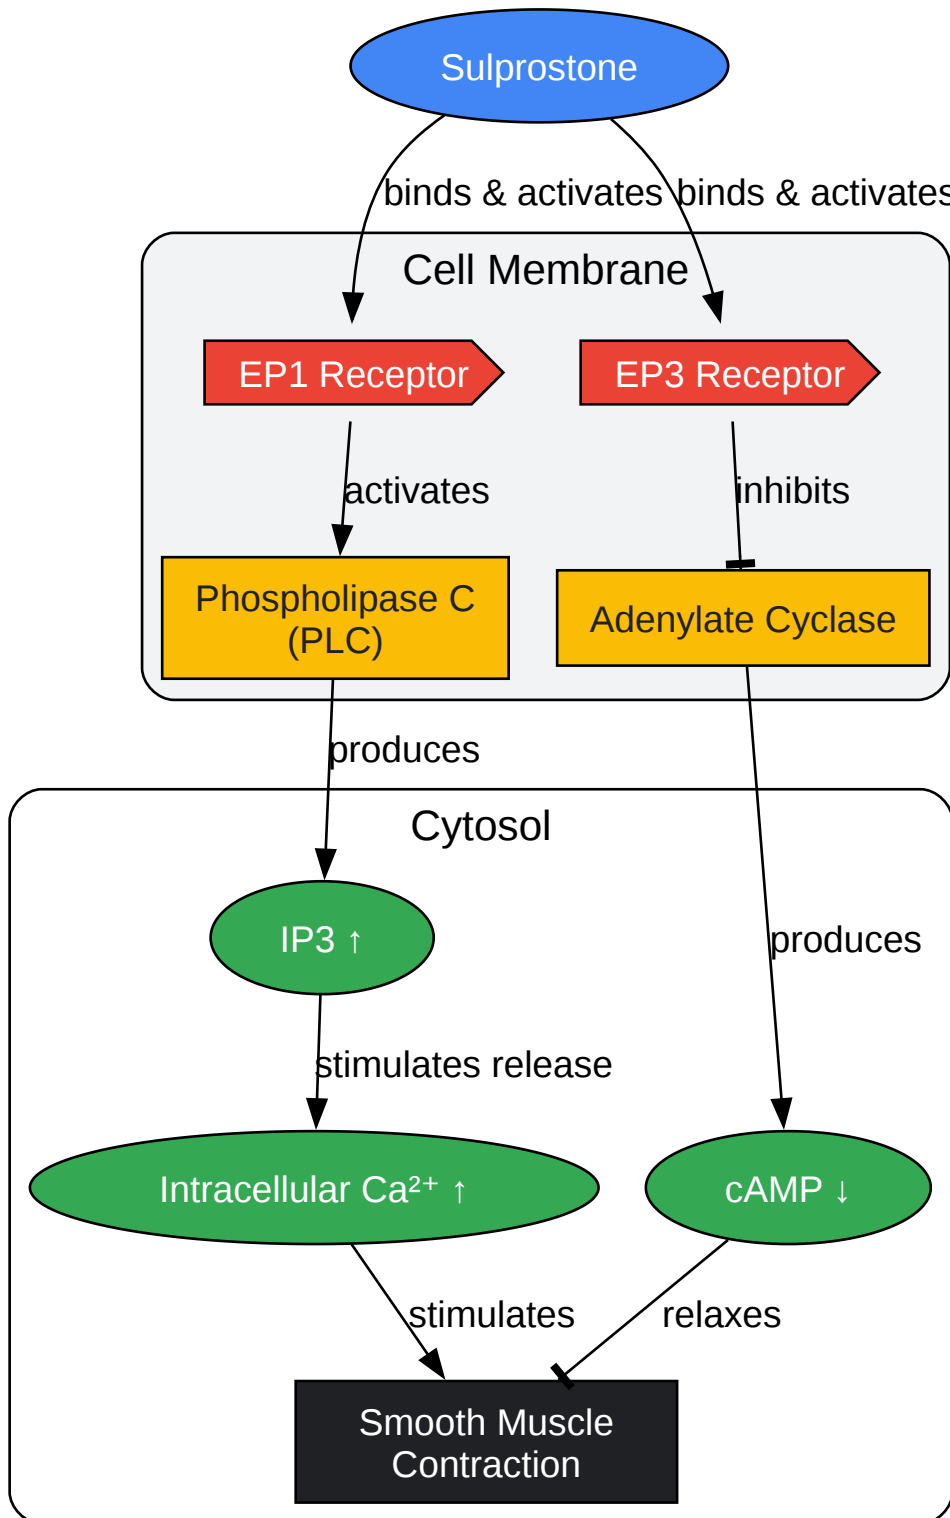 Sulprostone
binds & activates
binds & activates
Cell Membrane
EP1 Receptor
EP3 Receptor
activates
inhibits
Phospholipase C
(PLC)
Adenylate Cyclase
produces
Cytosol
IP3 ↑
produces
stimulates release
Intracellular Ca²⁺ ↑
cAMP ↓
stimulates
relaxes
Smooth Muscle
Contraction